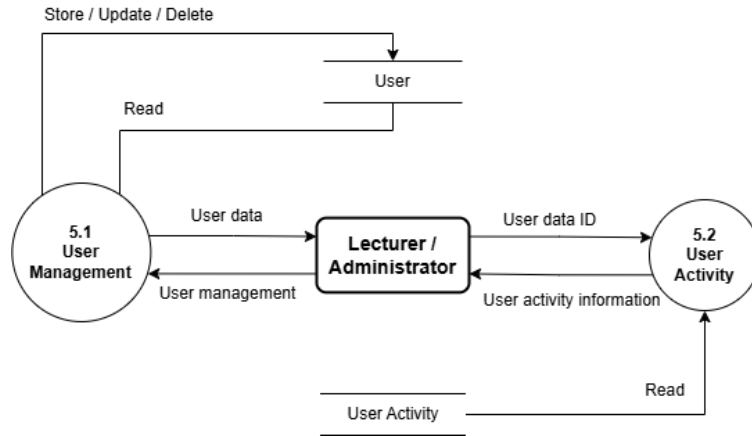 Store / Update / Delete
User
Read
5.1
User
Management
User data
User management
Lecturer /
Administrator
User data ID
User activity information
5.2
User
Activity
Read
User Activity